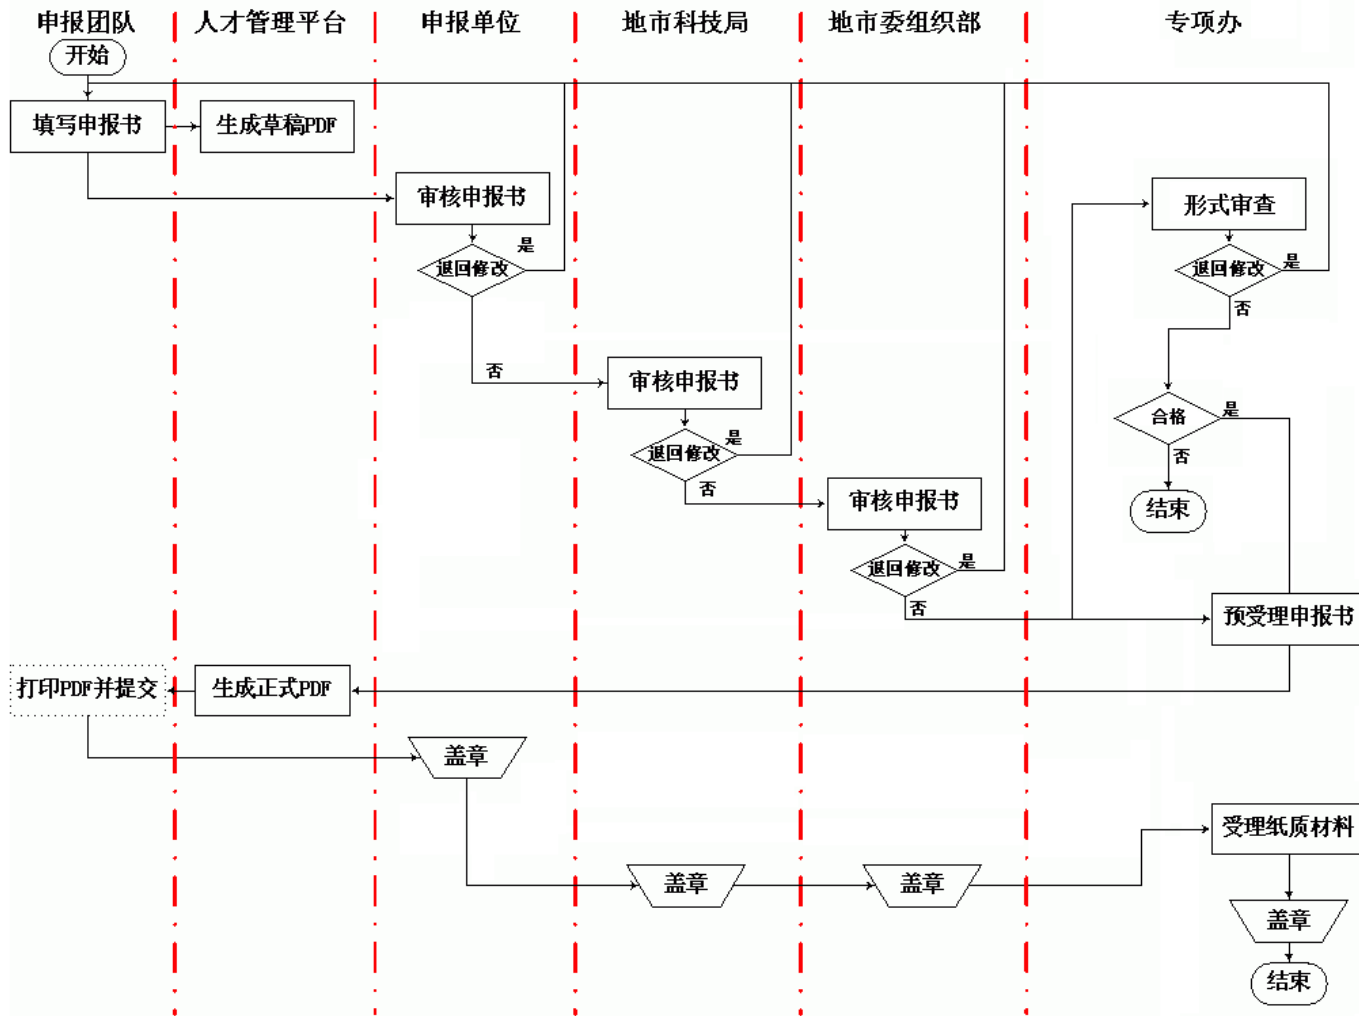 申报团队
人才管理平台
申报单位
地市科技局
地市委组织部
专项办
开始
填写申报书
生成草稿PDF
审核申报书
形式审查
是
退回修改
退回修改
是
否
否
审核申报书
合格
是
是
退回修改
否
否
审核申报书
结束
退回修改
是
否
预受理申报书
打印PDF并提交
生成正式PDF
盖章
受理纸质材料
盖章
盖章
盖章
结束